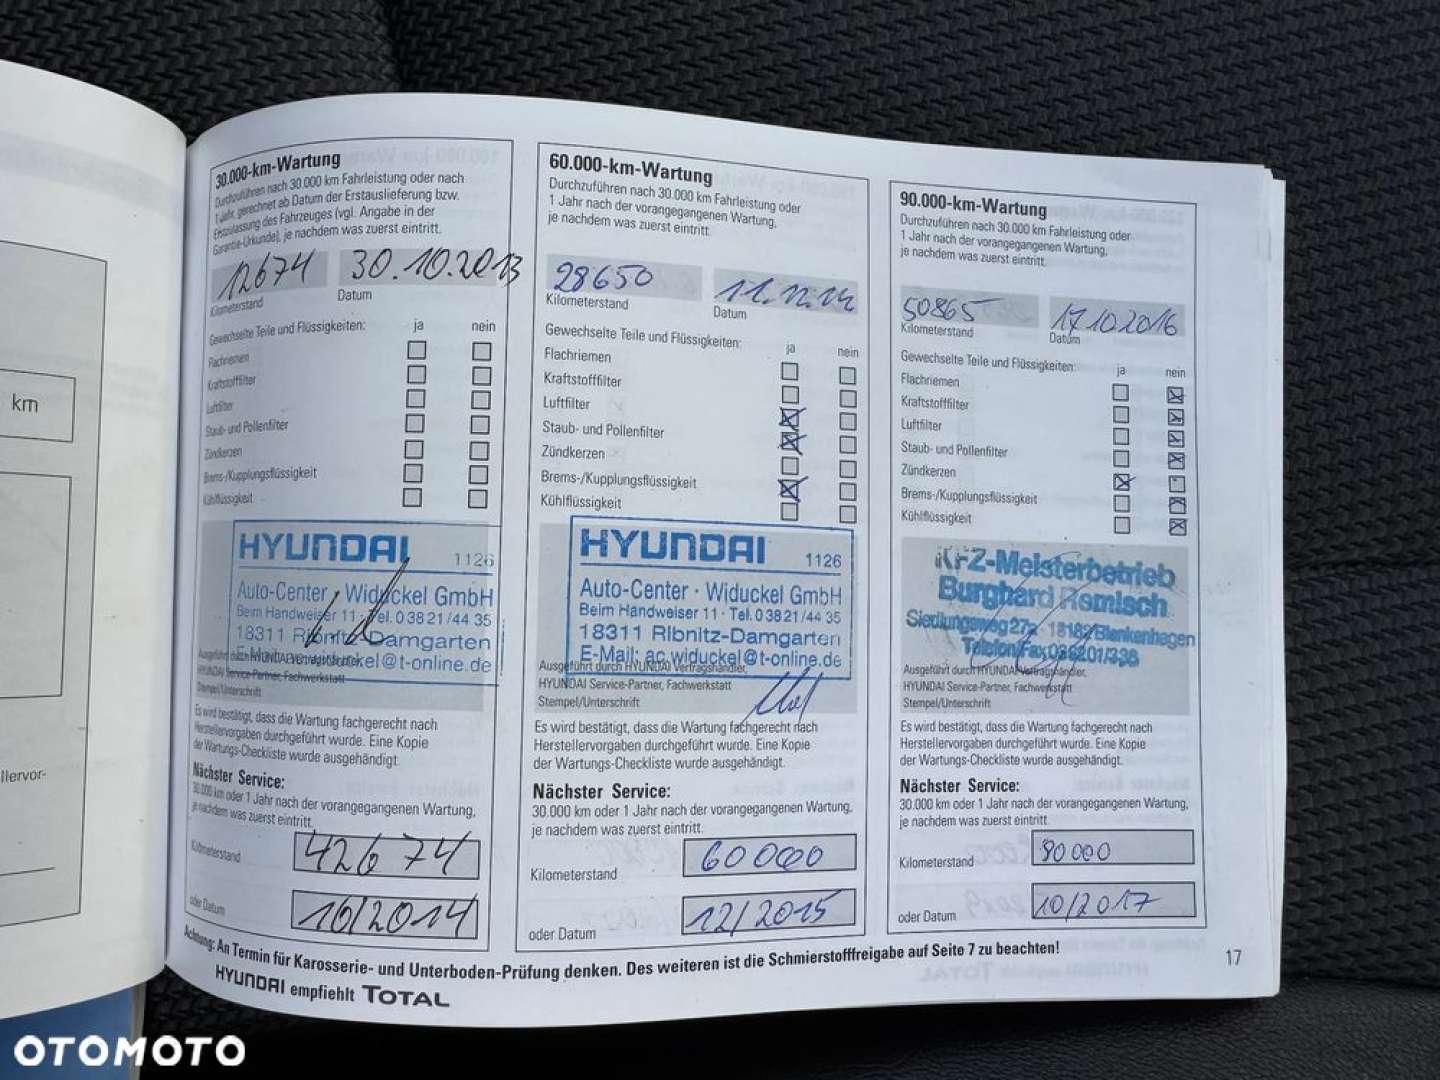 km
llervor-
30.000-km-Wartung
Durchzuführen nach 30.000 km Fahrleistung oder nach
1 Jahr, gerechnet ab Datum der Erstauslieferung bzw.
Erstzulassung des Fahrzeuges (vgl. Angabe in der
Garantie-Urkunde), je nachdem was zuerst eintritt.
12674 30.10.2013
Kilometerstand Datum
Gewechselte Teile und Flüssigkeiten: ja nein
Flachriemen
Kraftstofffilter
Luftfilter
Staub- und Pollenfilter
Zündkerzen
Brems-/Kupplungsflüssigkeit
Kühlflüssigkeit
HYUNDAI 1126
Auto-Center · Widuckel GmbH
Beim Handweiser 11 · Tel. 0 38 21/44 35
18311 Ribnitz-Damgarten
E-Mail: ac.widuckel@t-online.de
Ausgeführt durch HYUNDAI Vertragshändler,
HYUNDAI Service-Partner, Fachwerkstatt
Stempel/Unterschrift
Es wird bestätigt, dass die Wartung fachgerecht nach
Herstellervorgaben durchgeführt wurde. Eine Kopie
der Wartungs-Checkliste wurde ausgehändigt.
Nächster Service:
30.000 km oder 1 Jahr nach der vorangegangenen Wartung,
je nachdem was zuerst eintritt.
Kilometerstand 42674
oder Datum 10/2014
60.000-km-Wartung
Durchzuführen nach 30.000 km Fahrleistung oder
1 Jahr nach der vorangegangenen Wartung,
je nachdem was zuerst eintritt.
28650 11.12.14
Kilometerstand Datum
Gewechselte Teile und Flüssigkeiten: ja nein
Flachriemen
Kraftstofffilter
Luftfilter
Staub- und Pollenfilter
Zündkerzen
Brems-/Kupplungsflüssigkeit
Kühlflüssigkeit
HYUNDAI 1126
Auto-Center · Widuckel GmbH
Beim Handweiser 11 · Tel. 0 38 21/44 35
18311 Ribnitz-Damgarten
E-Mail: ac.widuckel@t-online.de
Ausgeführt durch HYUNDAI Vertragshändler,
HYUNDAI Service-Partner, Fachwerkstatt
Stempel/Unterschrift
Es wird bestätigt, dass die Wartung fachgerecht nach
Herstellervorgaben durchgeführt wurde. Eine Kopie
der Wartungs-Checkliste wurde ausgehändigt.
Nächster Service:
30.000 km oder 1 Jahr nach der vorangegangenen Wartung,
je nachdem was zuerst eintritt.
Kilometerstand 60000
oder Datum 12/2015
90.000-km-Wartung
Durchzuführen nach 30.000 km Fahrleistung oder
1 Jahr nach der vorangegangenen Wartung,
je nachdem was zuerst eintritt.
50865 17.10.2016
Kilometerstand Datum
Gewechselte Teile und Flüssigkeiten: ja nein
Flachriemen
Kraftstofffilter
Luftfilter
Staub- und Pollenfilter
Zündkerzen
Brems-/Kupplungsflüssigkeit
Kühlflüssigkeit
KFZ-Meisterbetrieb
Burghard Remisch
Siedlungsweg 27a · 18182 Blankenhagen
Telefon/Fax 038201/338
Ausgeführt durch HYUNDAI Vertragshändler,
HYUNDAI Service-Partner, Fachwerkstatt
Stempel/Unterschrift
Es wird bestätigt, dass die Wartung fachgerecht nach
Herstellervorgaben durchgeführt wurde. Eine Kopie
der Wartungs-Checkliste wurde ausgehändigt.
Nächster Service:
30.000 km oder 1 Jahr nach der vorangegangenen Wartung,
je nachdem was zuerst eintritt.
Kilometerstand 80000
oder Datum 10/2017
Achtung: An Termin für Karosserie- und Unterboden-Prüfung denken. Des weiteren ist die Schmierstofffreigabe auf Seite 7 zu beachten!
HYUNDAI empfiehlt TOTAL
17
OTOMOTO